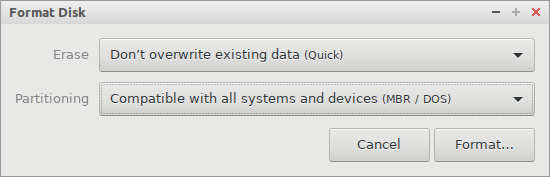 Format Disk
Erase Don’t overwrite existing data (Quick)
Partitioning Compatible with all systems and devices (MBR / DOS)
Cancel Format...